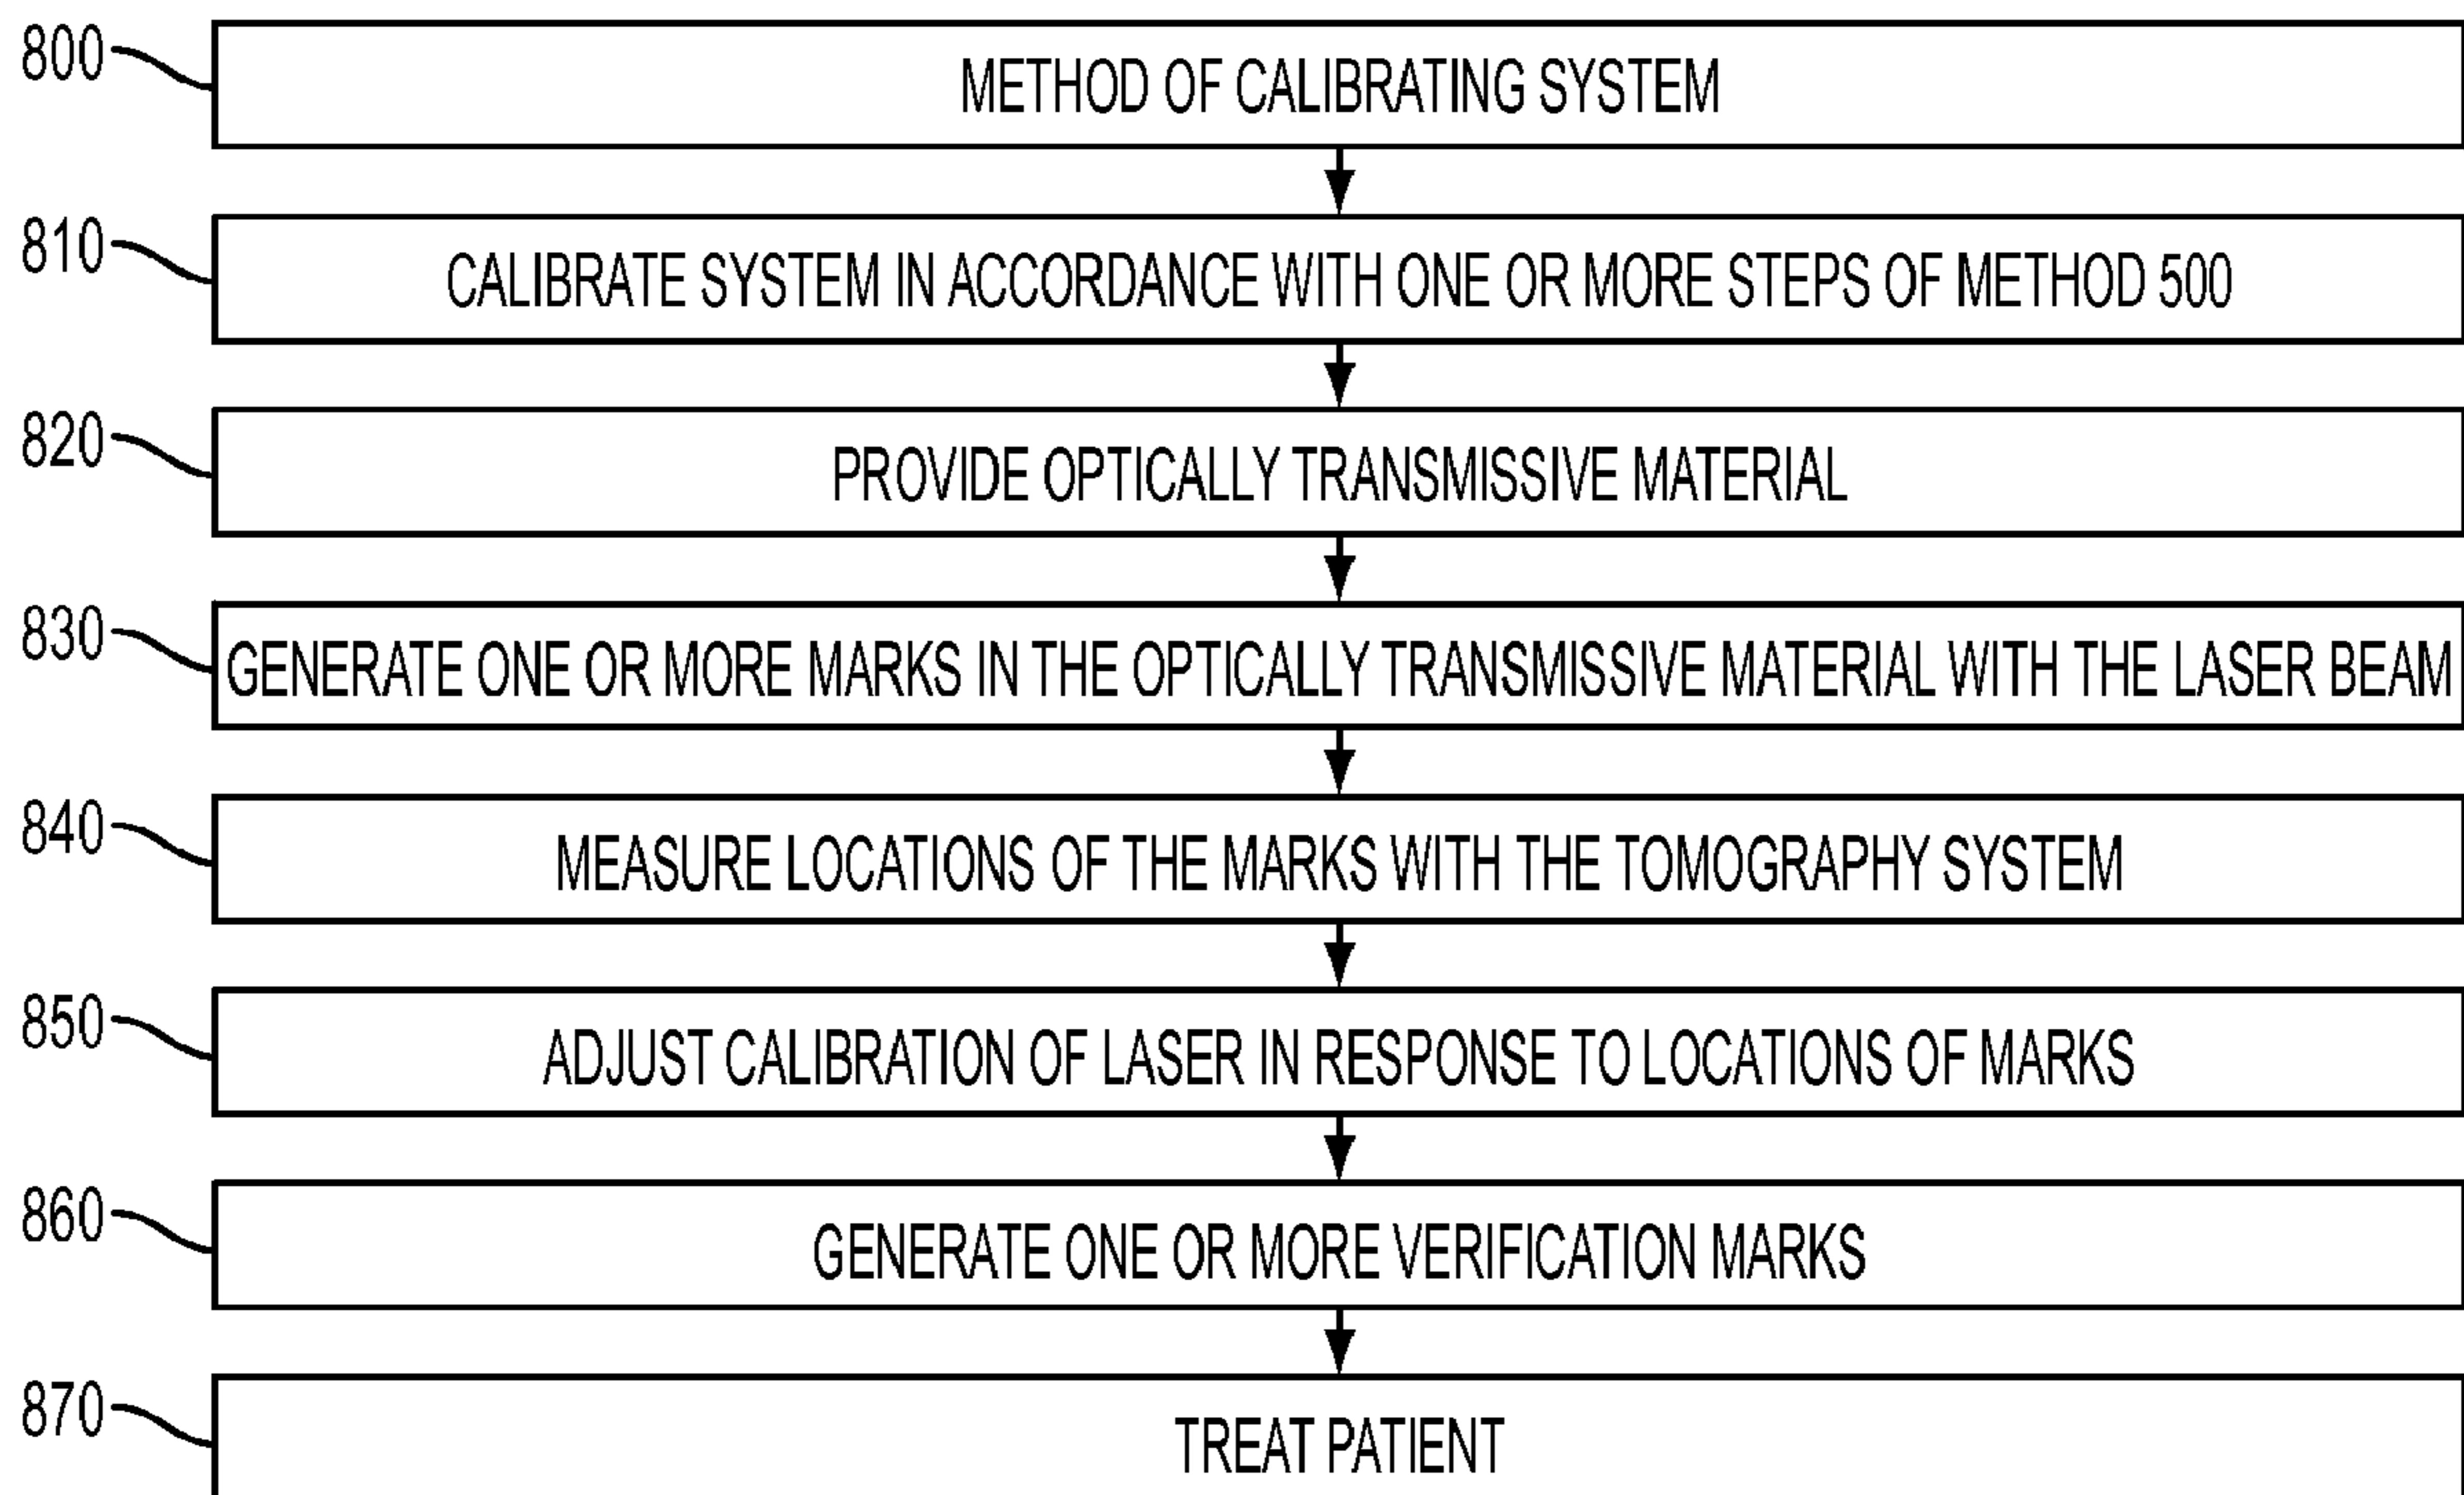 800 METHOD OF CALIBRATING SYSTEM
810 CALIBRATE SYSTEM IN ACCORDANCE WITH ONE OR MORE STEPS OF METHOD 500
820 PROVIDE OPTICALLY TRANSMISSIVE MATERIAL
830 GENERATE ONE OR MORE MARKS IN THE OPTICALLY TRANSMISSIVE MATERIAL WITH THE LASER BEAM
840 MEASURE LOCATIONS OF THE MARKS WITH THE TOMOGRAPHY SYSTEM
850 ADJUST CALIBRATION OF LASER IN RESPONSE TO LOCATIONS OF MARKS
860 GENERATE ONE OR MORE VERIFICATION MARKS
870 TREAT PATIENT